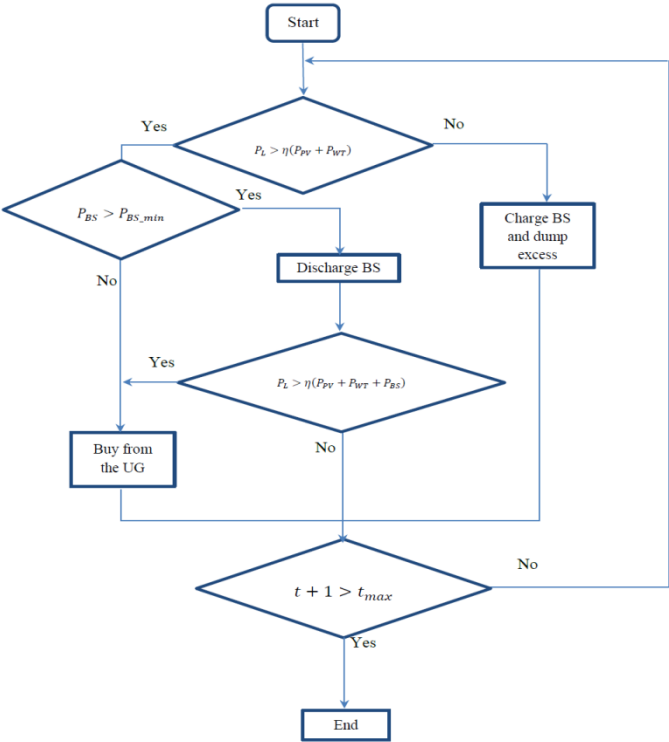 Start
Yes
No
P_L > η(P_PV + P_WT)
Yes
P_BS > P_BS_min
Charge BS
and dump
excess
Discharge BS
No
Yes
P_L > η(P_PV + P_WT + P_BS)
Buy from
the UG
No
No
t + 1 > t_max
Yes
End